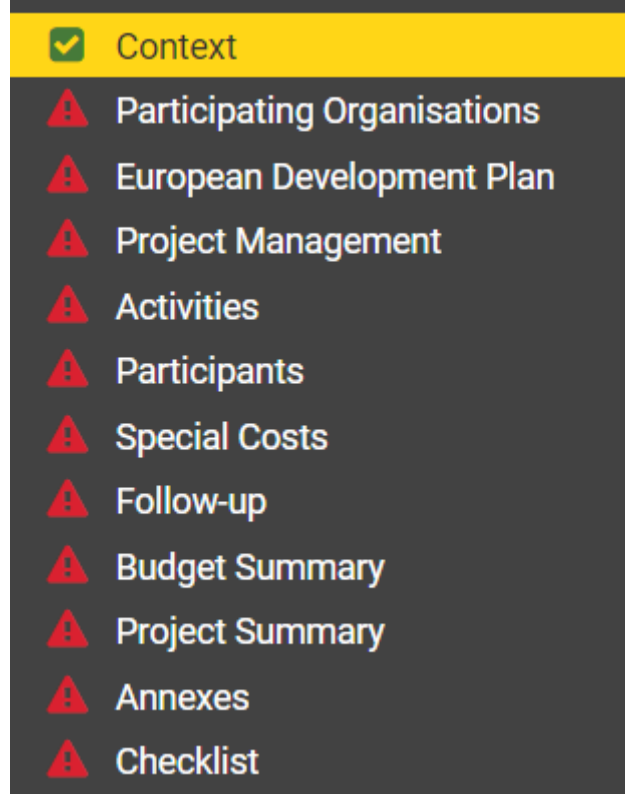 Context
Participating Organisations
European Development Plan
Project Management
Activities
Participants
Special Costs
Follow-up
Budget Summary
Project Summary
Annexes
Checklist